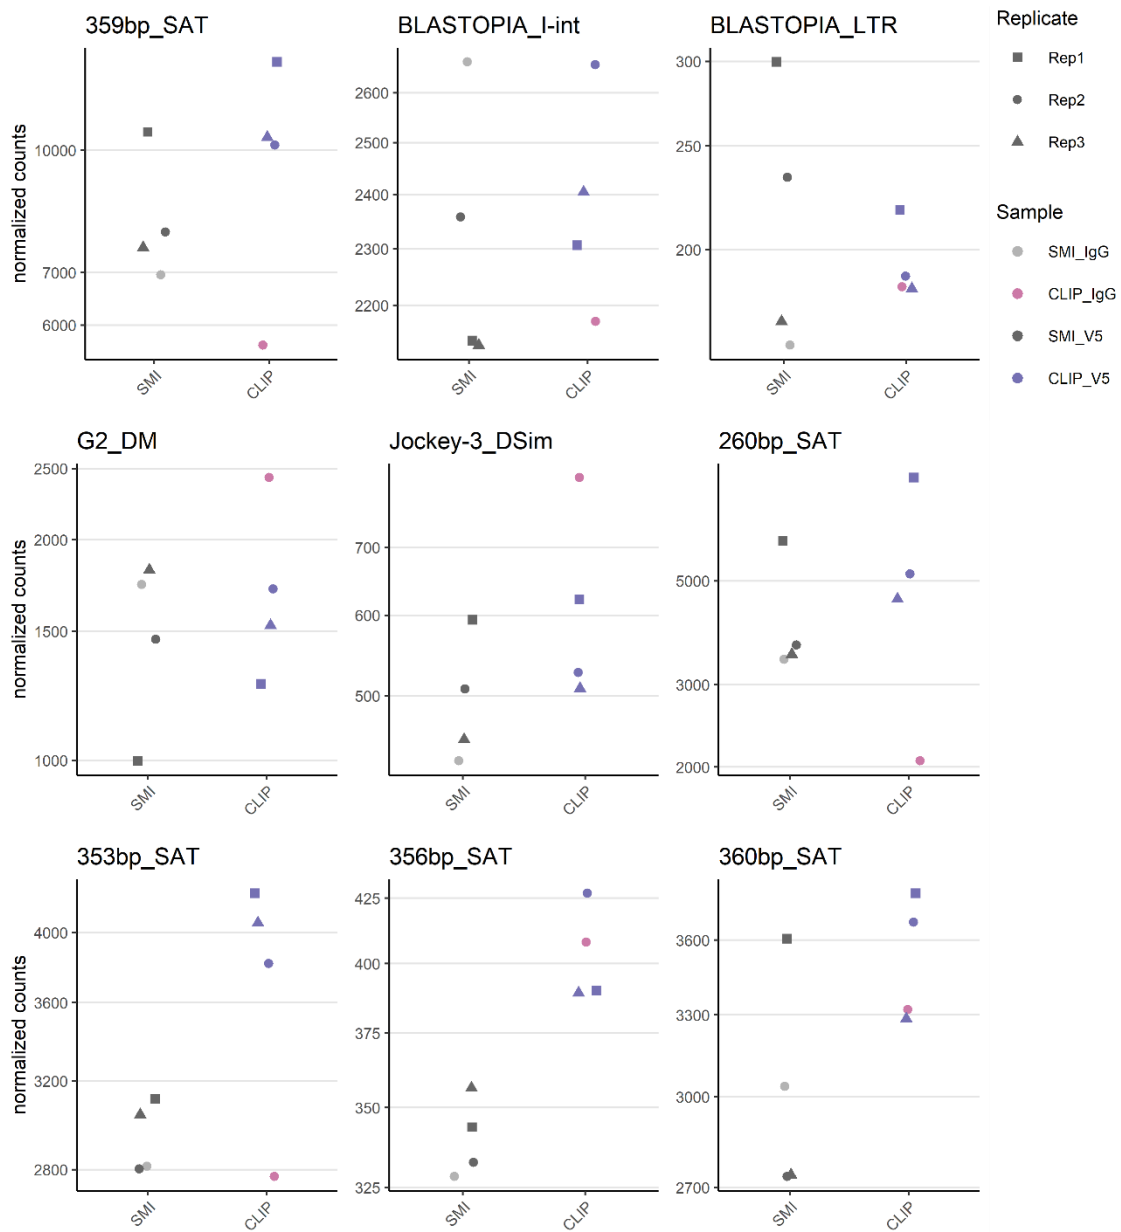 359bp_SAT
normalized counts
10000
7000
6000
SMI
CLIP
BLASTOPIA_I-int
2600
2500
2400
2300
2200
SMI
CLIP
BLASTOPIA_LTR
300
250
200
SMI
CLIP
Replicate
Rep1
Rep2
Rep3
Sample
SMI_IgG
CLIP_IgG
SMI_V5
CLIP_V5
G2_DM
normalized counts
2500
2000
1500
1000
SMI
CLIP
Jockey-3_DSim
700
600
500
SMI
CLIP
260bp_SAT
5000
3000
2000
SMI
CLIP
353bp_SAT
normalized counts
4000
3600
3200
2800
SMI
CLIP
356bp_SAT
425
400
375
350
325
SMI
CLIP
360bp_SAT
3600
3300
3000
2700
SMI
CLIP